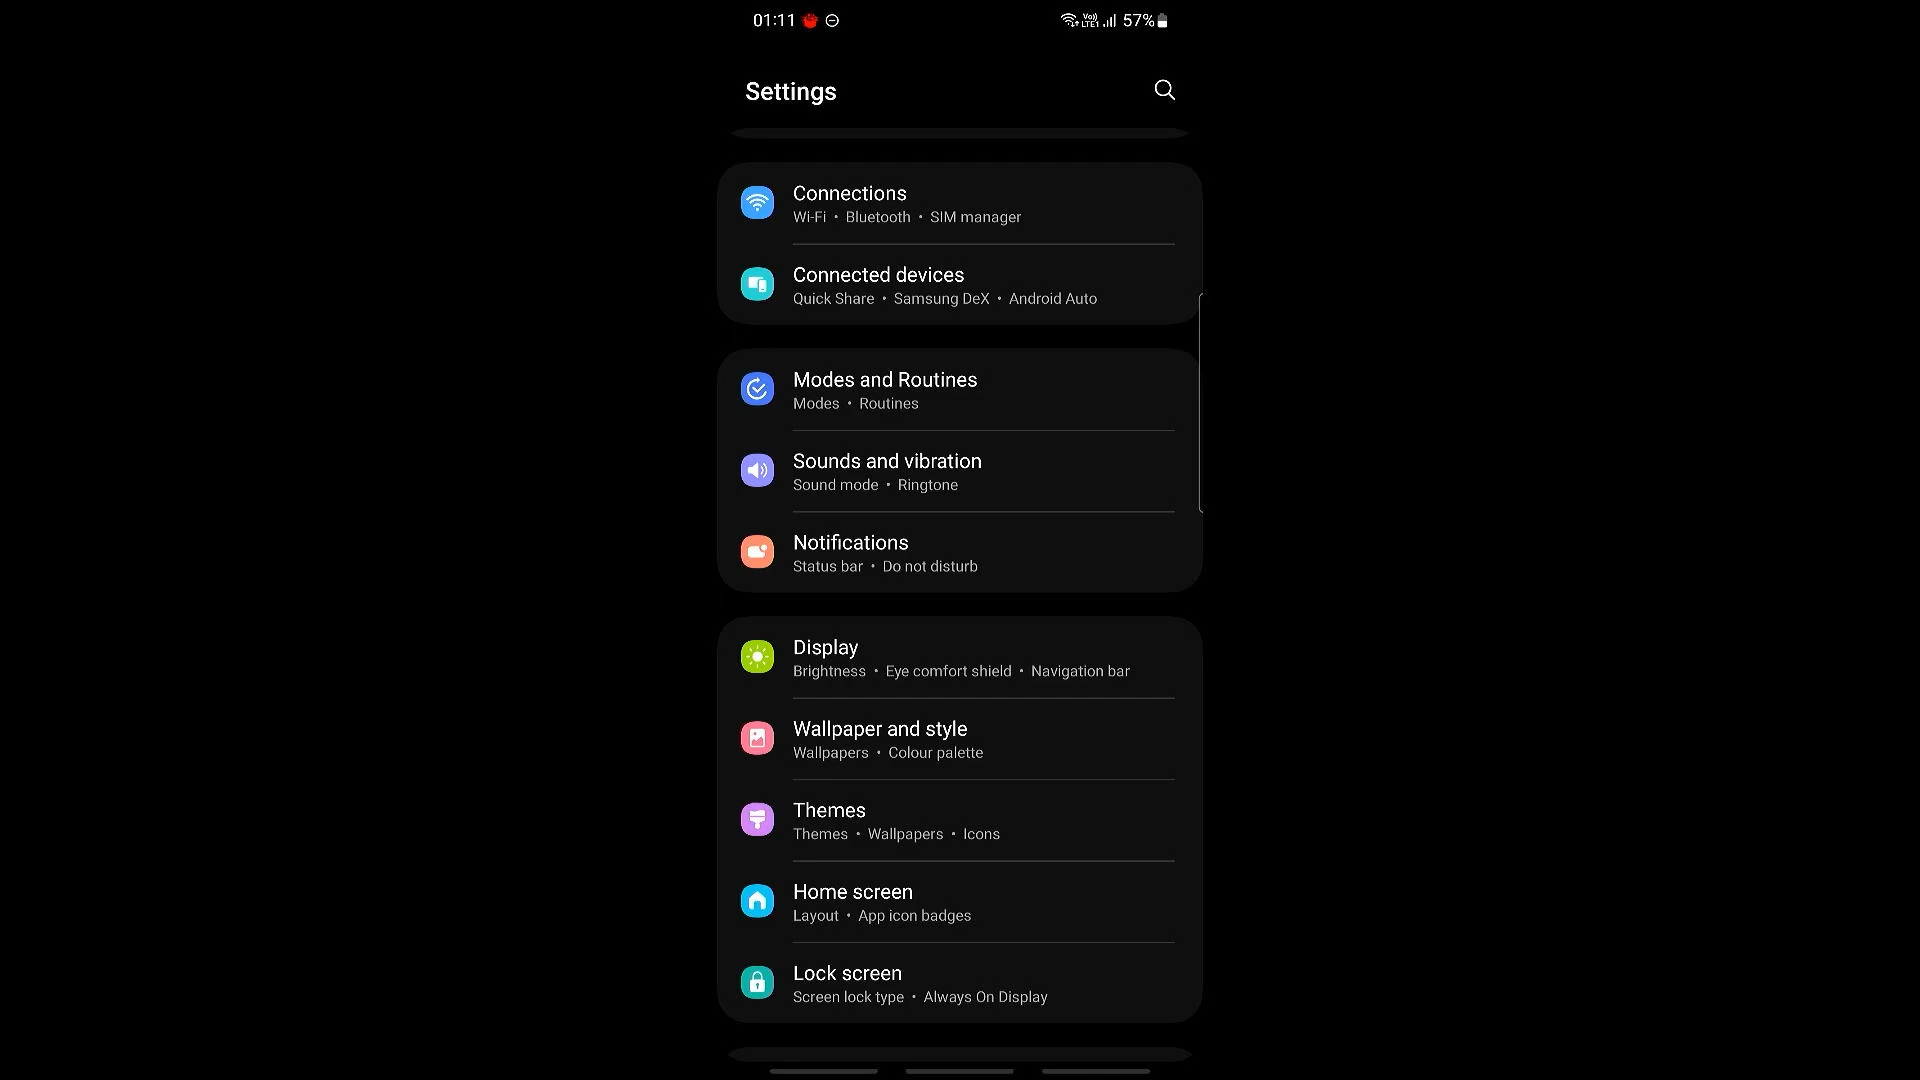 01:11 Vo)) LTE1 57%
Settings
Connections
Wi-Fi • Bluetooth • SIM manager
Connected devices
Quick Share • Samsung DeX • Android Auto
Modes and Routines
Modes • Routines
Sounds and vibration
Sound mode • Ringtone
Notifications
Status bar • Do not disturb
Display
Brightness • Eye comfort shield • Navigation bar
Wallpaper and style
Wallpapers • Colour palette
Themes
Themes • Wallpapers • Icons
Home screen
Layout • App icon badges
Lock screen
Screen lock type • Always On Display